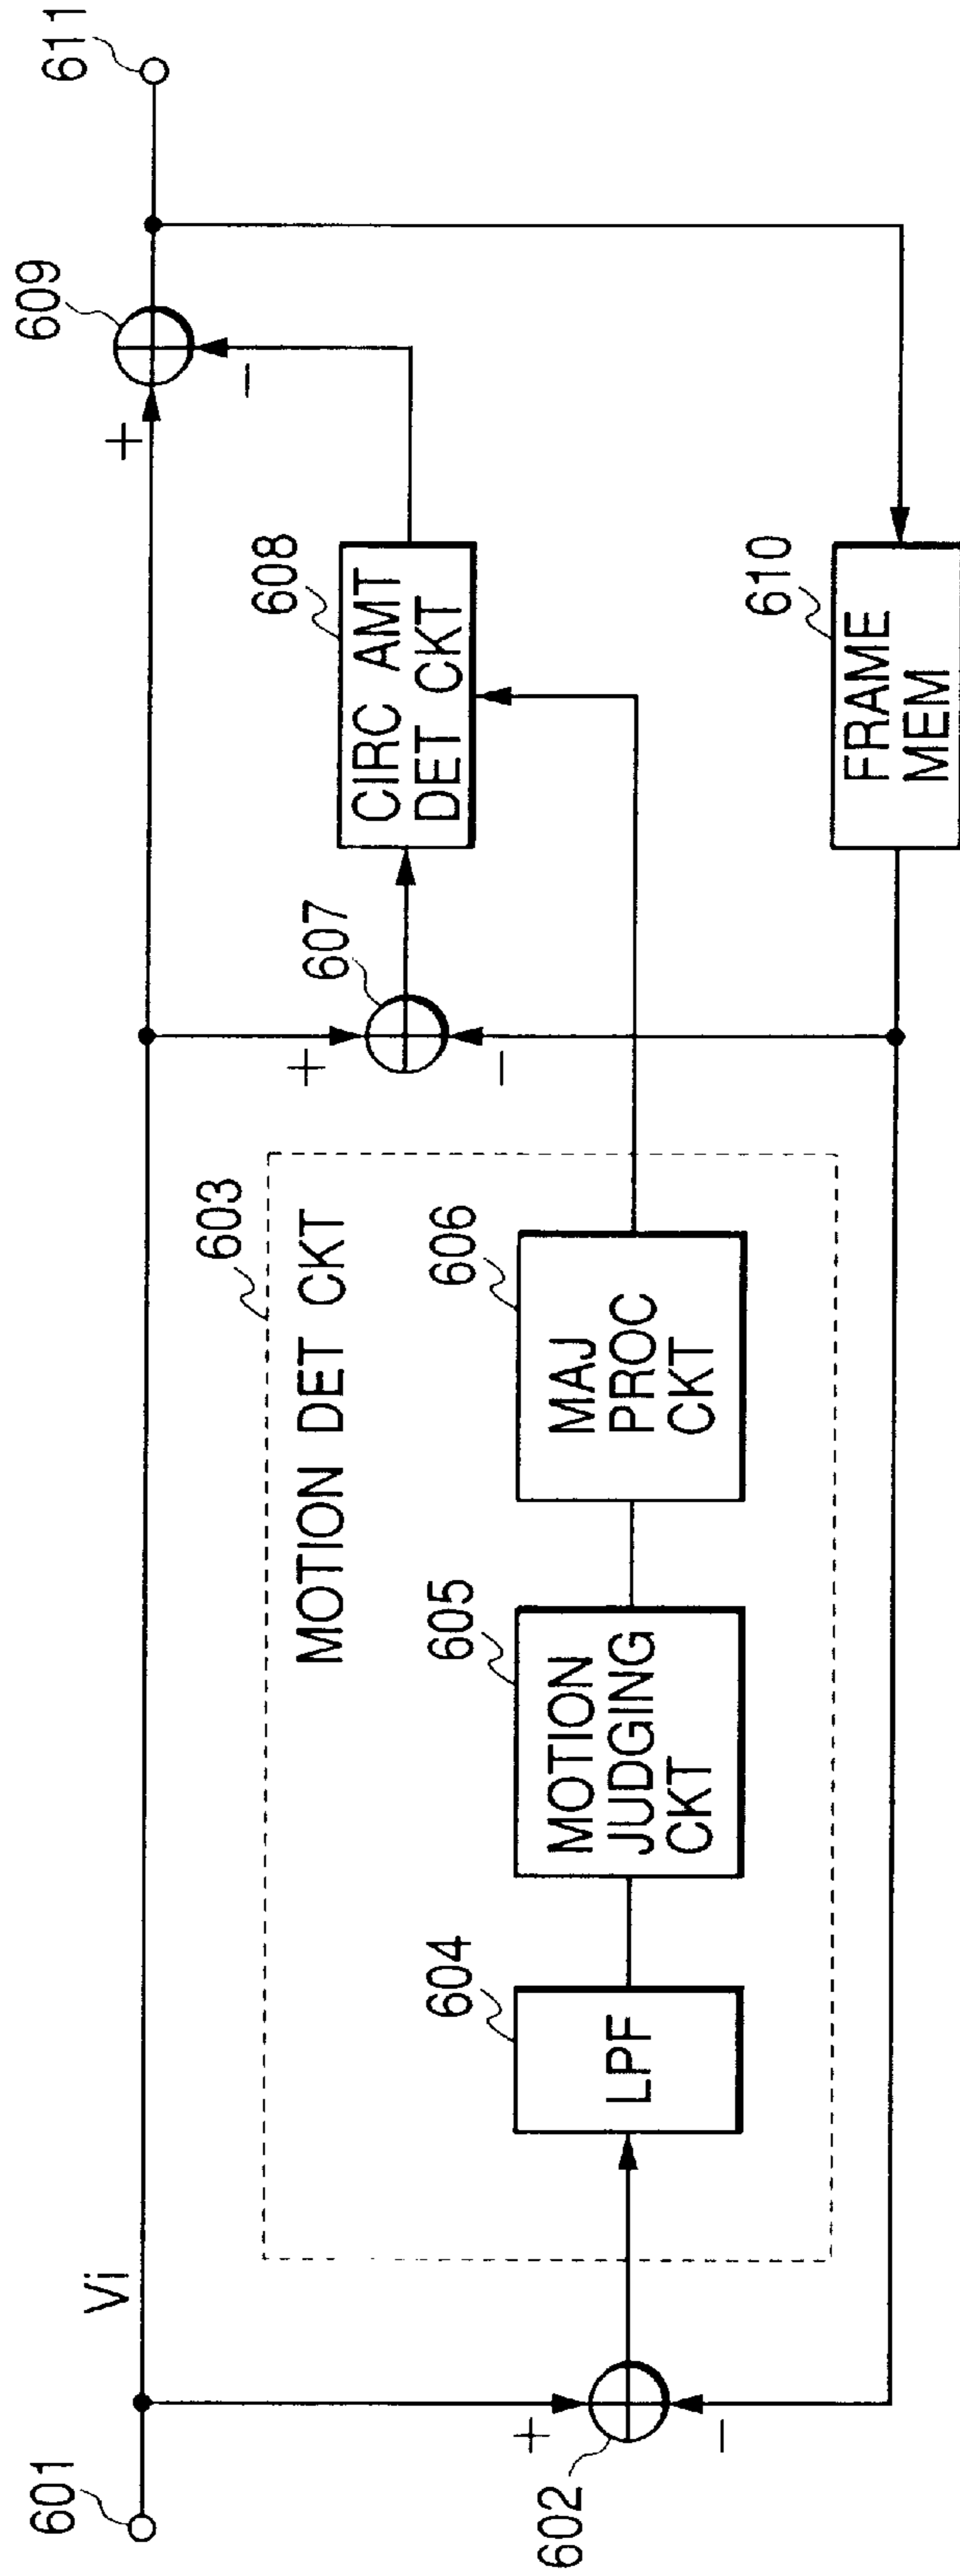 601
Vi
+
602
−
603
MOTION DET CKT
604
LPF
605
MOTION
JUDGING
CKT
606
MAJ
PROC
CKT
+
607
−
608
CIRC AMT
DET CKT
+
609
−
610
FRAME
MEM
611